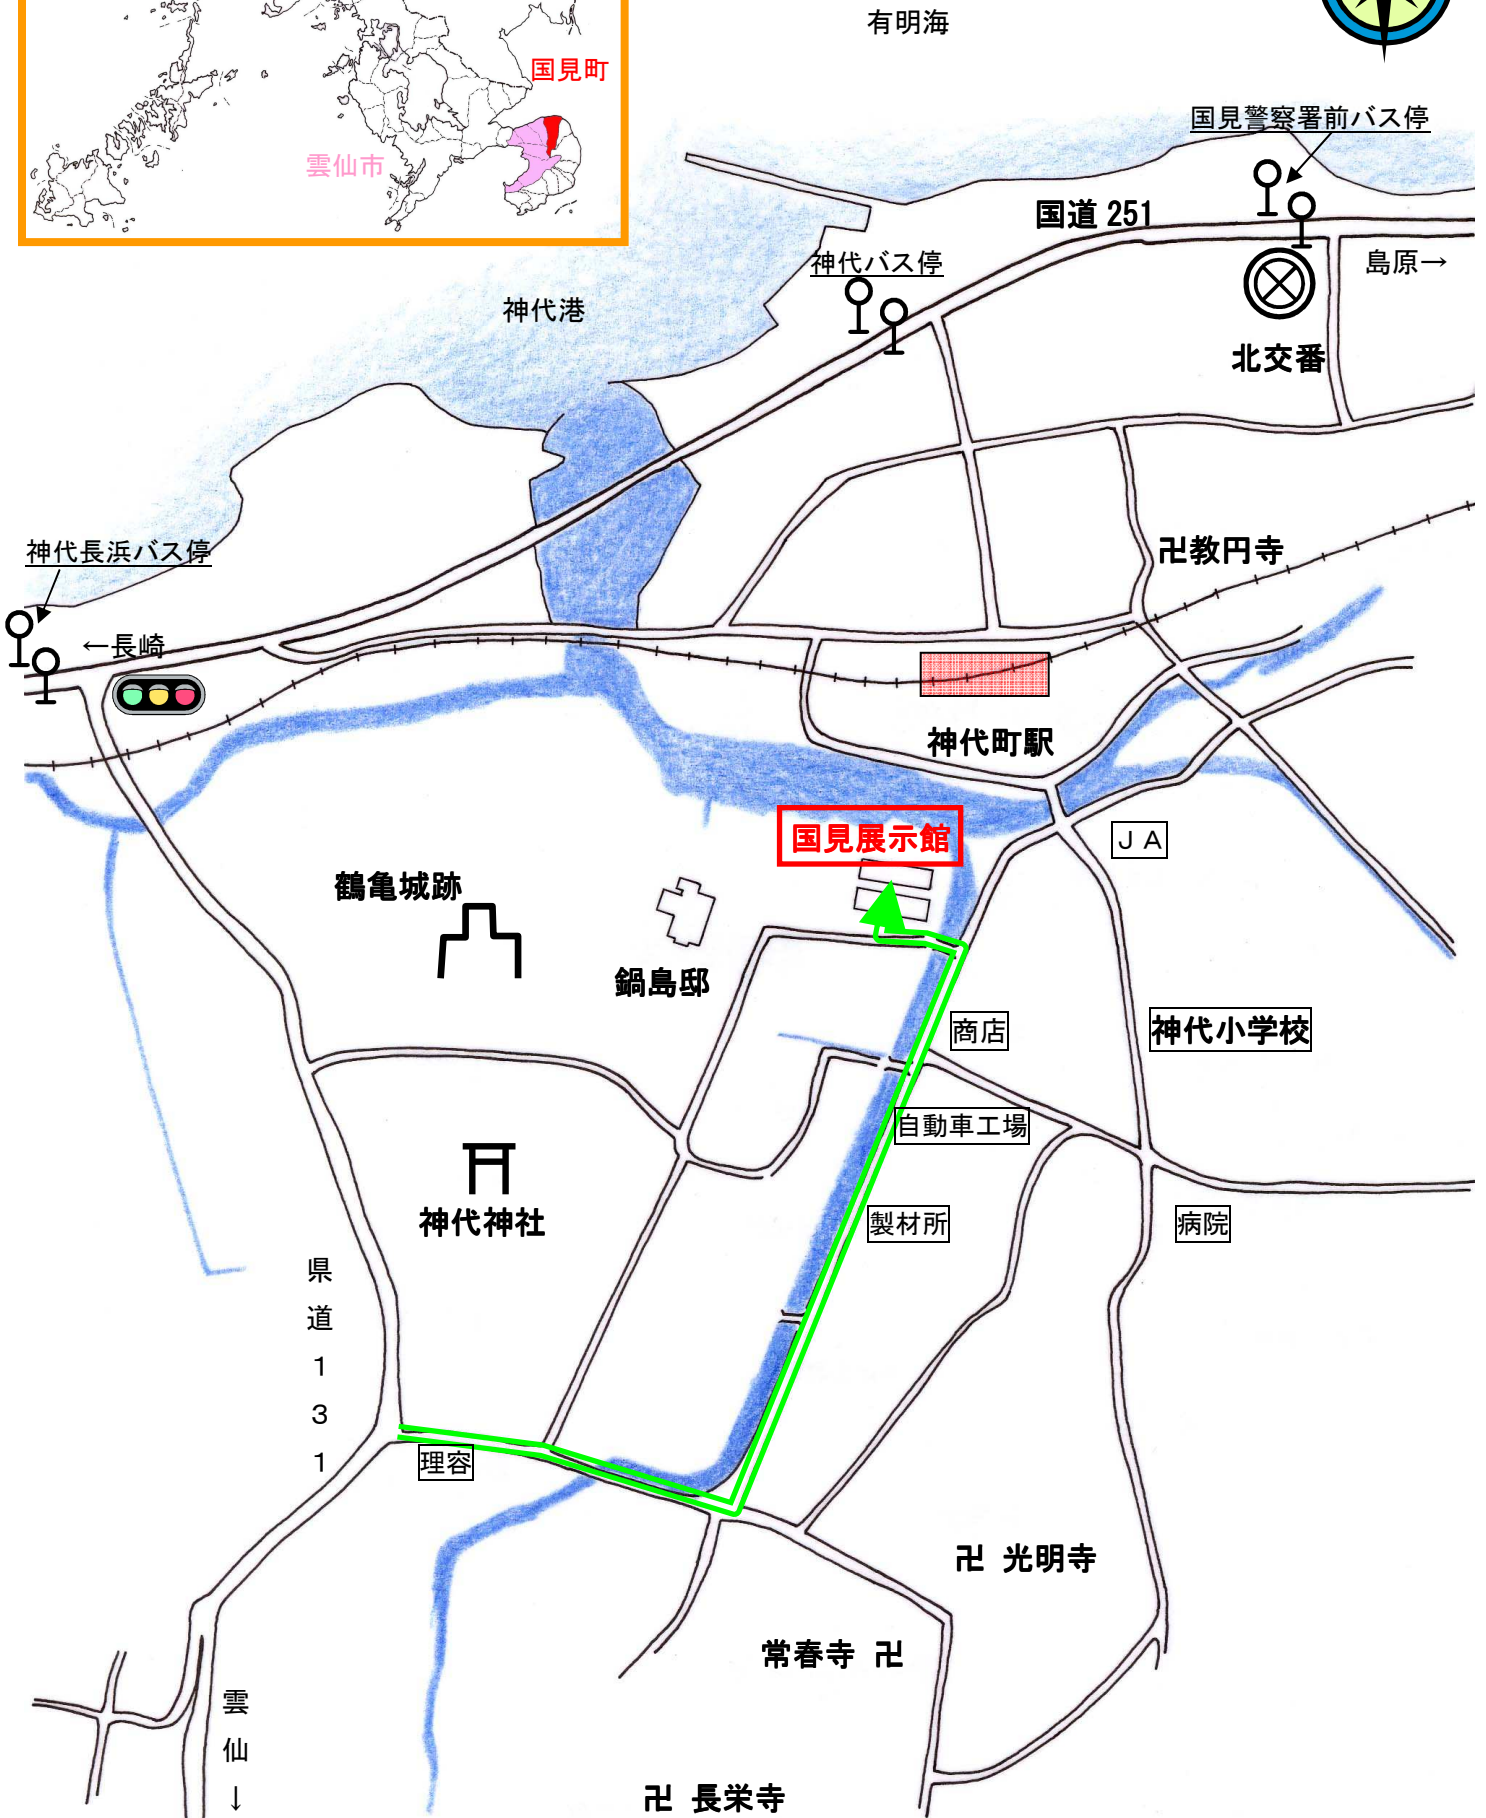 有明海
国見町
雲仙市
国見警察署前バス停
国道 251
島原→
神代バス停
神代港
北交番
神代長浜バス停
卍教円寺
←長崎
神代町駅
国見展示館
ＪＡ
鶴亀城跡
鍋島邸
商店
神代小学校
自動車工場
神代神社
製材所
病院
県道１３１
理容
卍 光明寺
常春寺 卍
雲仙↓
卍 長栄寺